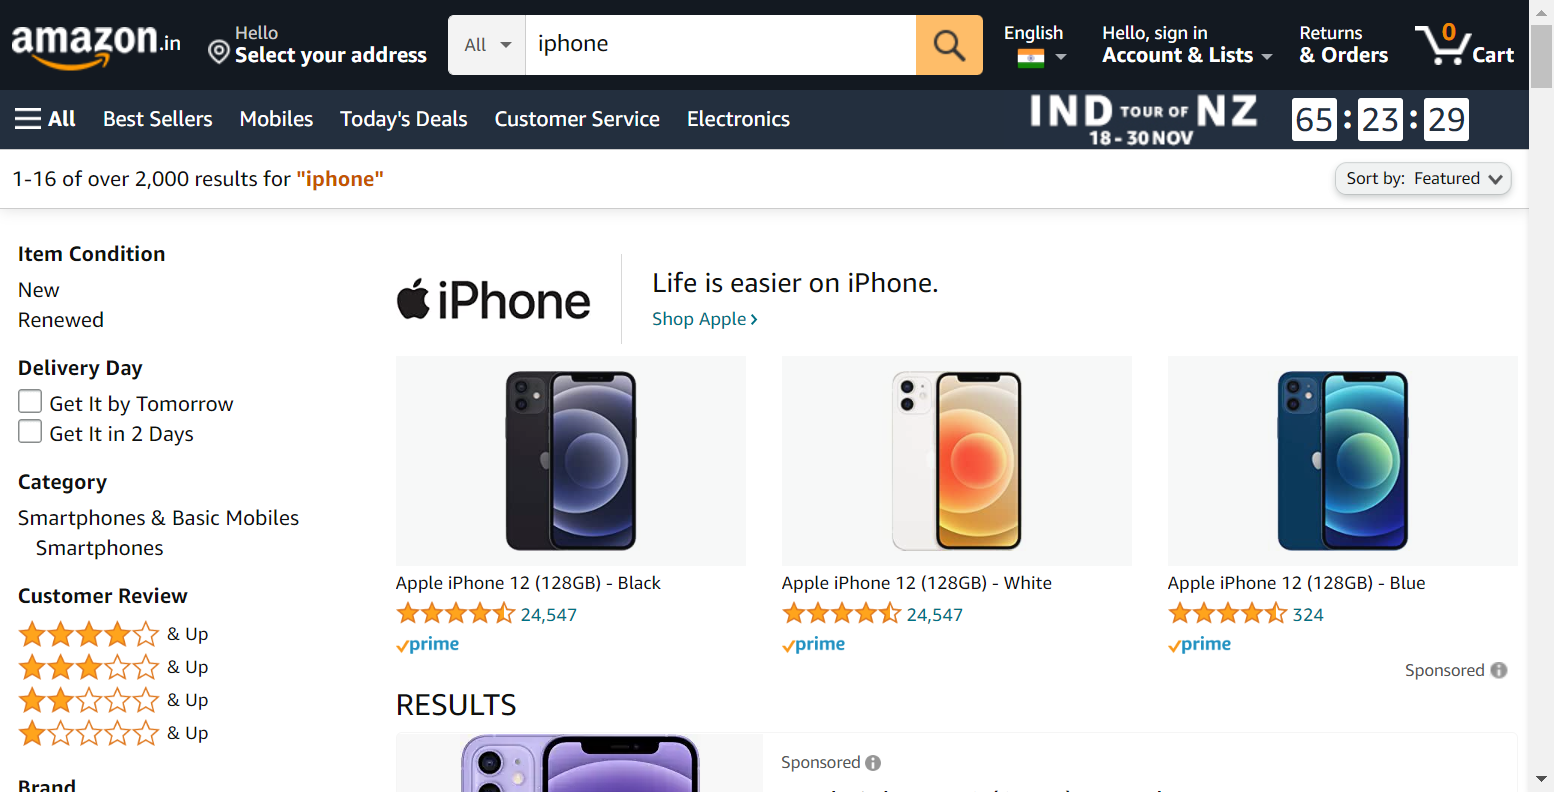 amazon.in
Hello
Select your address
All
iphone
English
Hello, sign in
Account & Lists
Returns
& Orders
0
Cart
All
Best Sellers
Mobiles
Today's Deals
Customer Service
Electronics
IND TOUR OF NZ
18 - 30 NOV
65 : 23 : 29
1-16 of over 2,000 results for "iphone"
Sort by: Featured
Item Condition
New
Renewed
Delivery Day
Get It by Tomorrow
Get It in 2 Days
Category
Smartphones & Basic Mobiles
Smartphones
Customer Review
& Up
& Up
& Up
& Up
Brand
iPhone
Life is easier on iPhone.
Shop Apple ›
Apple iPhone 12 (128GB) - Black
24,547
prime
Apple iPhone 12 (128GB) - White
24,547
prime
Apple iPhone 12 (128GB) - Blue
324
prime
Sponsored
RESULTS
Sponsored